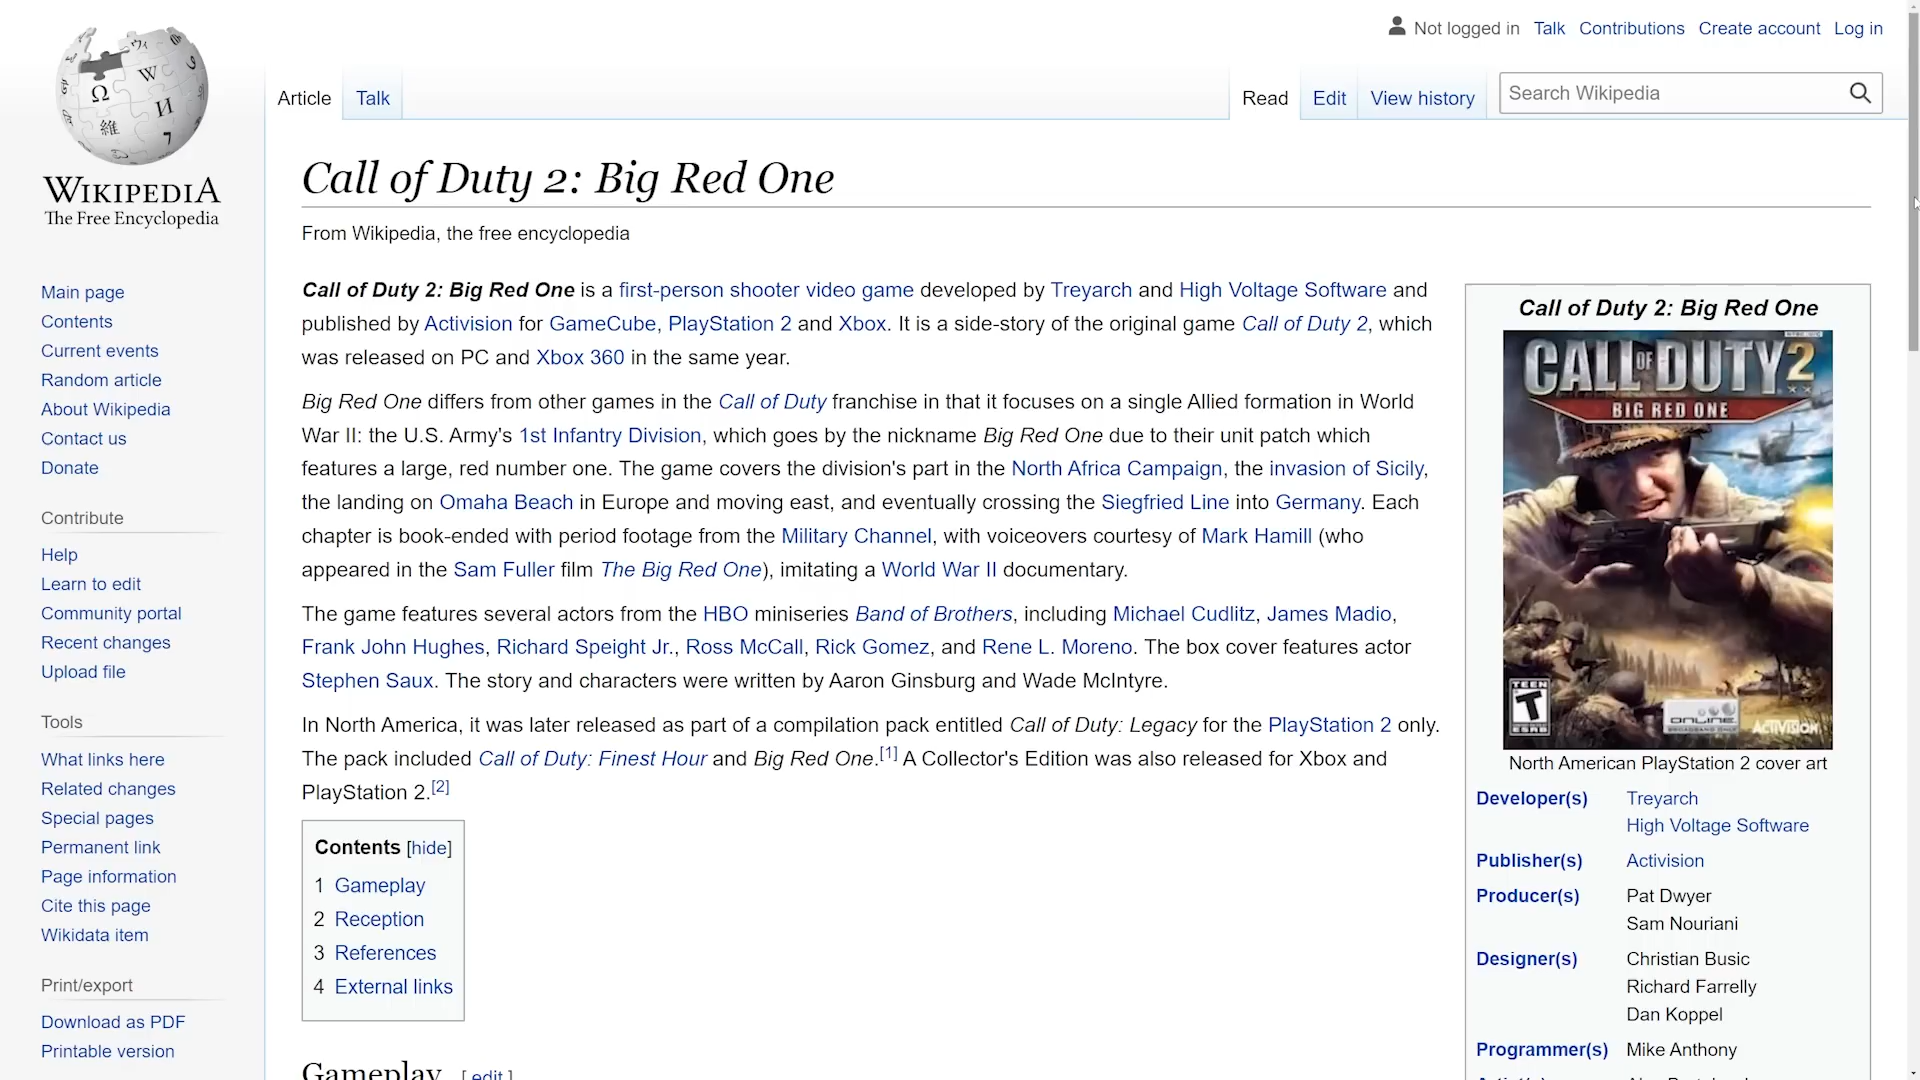 Not logged in Talk Contributions Create account Log in
Article Talk Read Edit View history Search Wikipedia
WIKIPEDIA
The Free Encyclopedia
Main page
Contents
Current events
Random article
About Wikipedia
Contact us
Donate
Contribute
Help
Learn to edit
Community portal
Recent changes
Upload file
Tools
What links here
Related changes
Special pages
Permanent link
Page information
Cite this page
Wikidata item
Print/export
Download as PDF
Printable version
Call of Duty 2: Big Red One
From Wikipedia, the free encyclopedia
Call of Duty 2: Big Red One is a first-person shooter video game developed by Treyarch and High Voltage Software and
published by Activision for GameCube, PlayStation 2 and Xbox. It is a side-story of the original game Call of Duty 2, which
was released on PC and Xbox 360 in the same year.
Big Red One differs from other games in the Call of Duty franchise in that it focuses on a single Allied formation in World
War II: the U.S. Army's 1st Infantry Division, which goes by the nickname Big Red One due to their unit patch which
features a large, red number one. The game covers the division's part in the North Africa Campaign, the invasion of Sicily,
the landing on Omaha Beach in Europe and moving east, and eventually crossing the Siegfried Line into Germany. Each
chapter is book-ended with period footage from the Military Channel, with voiceovers courtesy of Mark Hamill (who
appeared in the Sam Fuller film The Big Red One), imitating a World War II documentary.
The game features several actors from the HBO miniseries Band of Brothers, including Michael Cudlitz, James Madio,
Frank John Hughes, Richard Speight Jr., Ross McCall, Rick Gomez, and Rene L. Moreno. The box cover features actor
Stephen Saux. The story and characters were written by Aaron Ginsburg and Wade McIntyre.
In North America, it was later released as part of a compilation pack entitled Call of Duty: Legacy for the PlayStation 2 only.
The pack included Call of Duty: Finest Hour and Big Red One.[1] A Collector's Edition was also released for Xbox and
PlayStation 2.[2]
Contents [hide]
1 Gameplay
2 Reception
3 References
4 External links
Gameplay [ edit ]
Call of Duty 2: Big Red One
CALL OF DUTY 2
BIG RED ONE
TEEN
T
ESRB
ONLINE
ACTIVISION
North American PlayStation 2 cover art
Developer(s) Treyarch
High Voltage Software
Publisher(s) Activision
Producer(s) Pat Dwyer
Sam Nouriani
Designer(s) Christian Busic
Richard Farrelly
Dan Koppel
Programmer(s) Mike Anthony